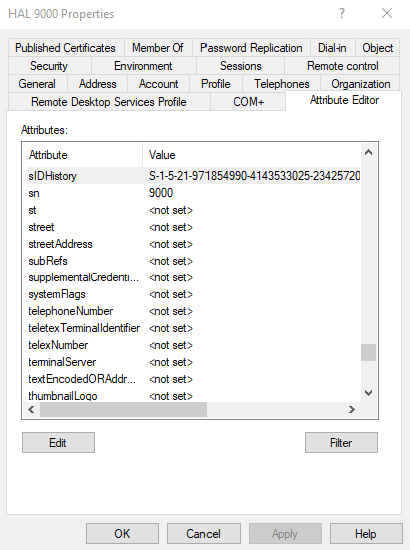 HAL 9000 Properties
Published Certificates Member Of Password Replication Dial-in Object
Security Environment Sessions Remote control
General Address Account Profile Telephones Organization
Remote Desktop Services Profile COM+ Attribute Editor
Attributes:
Attribute Value
sIDHistory S-1-5-21-971854990-4143533025-23425720
sn 9000
st <not set>
street <not set>
streetAddress <not set>
subRefs <not set>
supplementalCredenti... <not set>
systemFlags <not set>
telephoneNumber <not set>
teletexTerminalIdentifier <not set>
telexNumber <not set>
terminalServer <not set>
textEncodedORAddr... <not set>
thumbnailLogo <not set>
Edit Filter
OK Cancel Apply Help